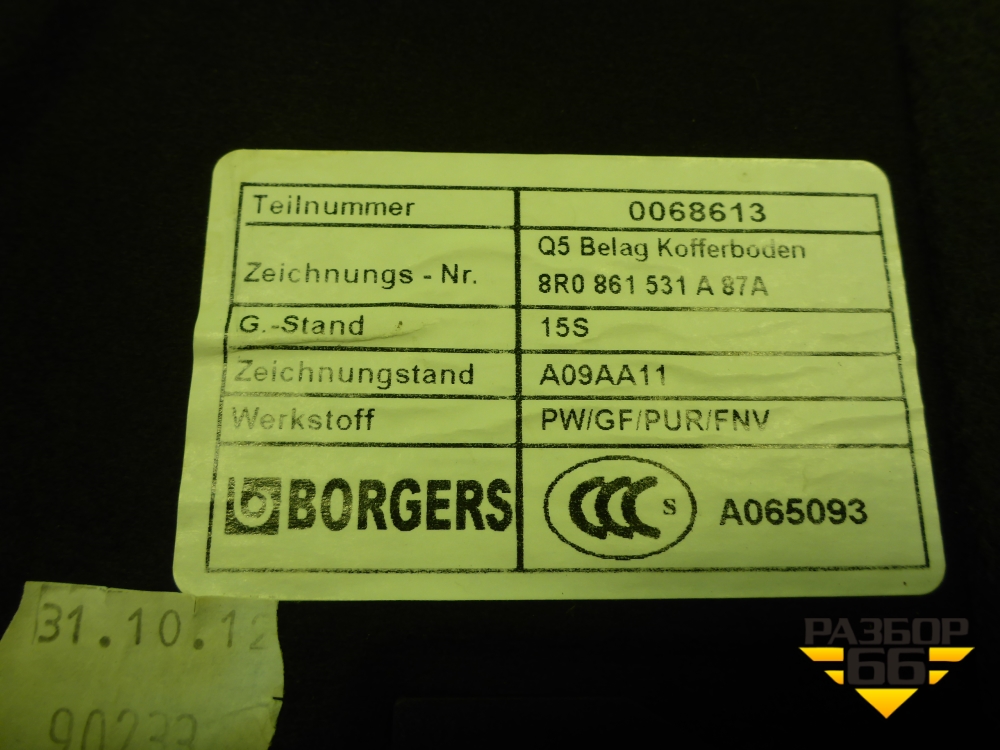 Teilnummer 0068613
Q5 Belag Kofferboden
Zeichnungs - Nr. 8R0 861 531 A 87A
G.-Stand 15S
Zeichnungstand A09AA11
Werkstoff PW/GF/PUR/FNV
BORGERS CCC S A065093
31.10.12
90233
РАЗБОР
66